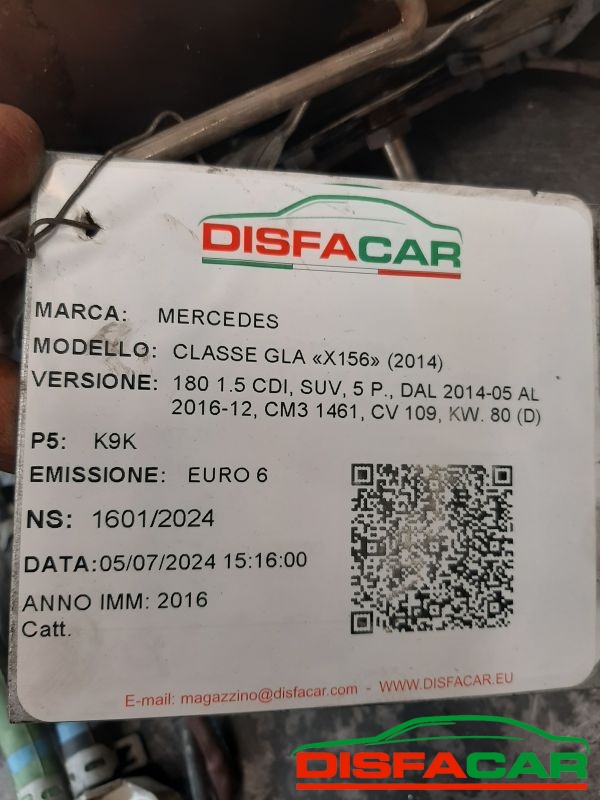 DISFACAR
MARCA: MERCEDES
MODELLO: CLASSE GLA «X156» (2014)
VERSIONE: 180 1.5 CDI, SUV, 5 P., DAL 2014-05 AL
2016-12, CM3 1461, CV 109, KW. 80 (D)
P5: K9K
EMISSIONE: EURO 6
NS: 1601/2024
DATA:05/07/2024 15:16:00
ANNO IMM: 2016
Catt.
E-mail: magazzino@disfacar.com - WWW.DISFACAR.EU
DISFACAR